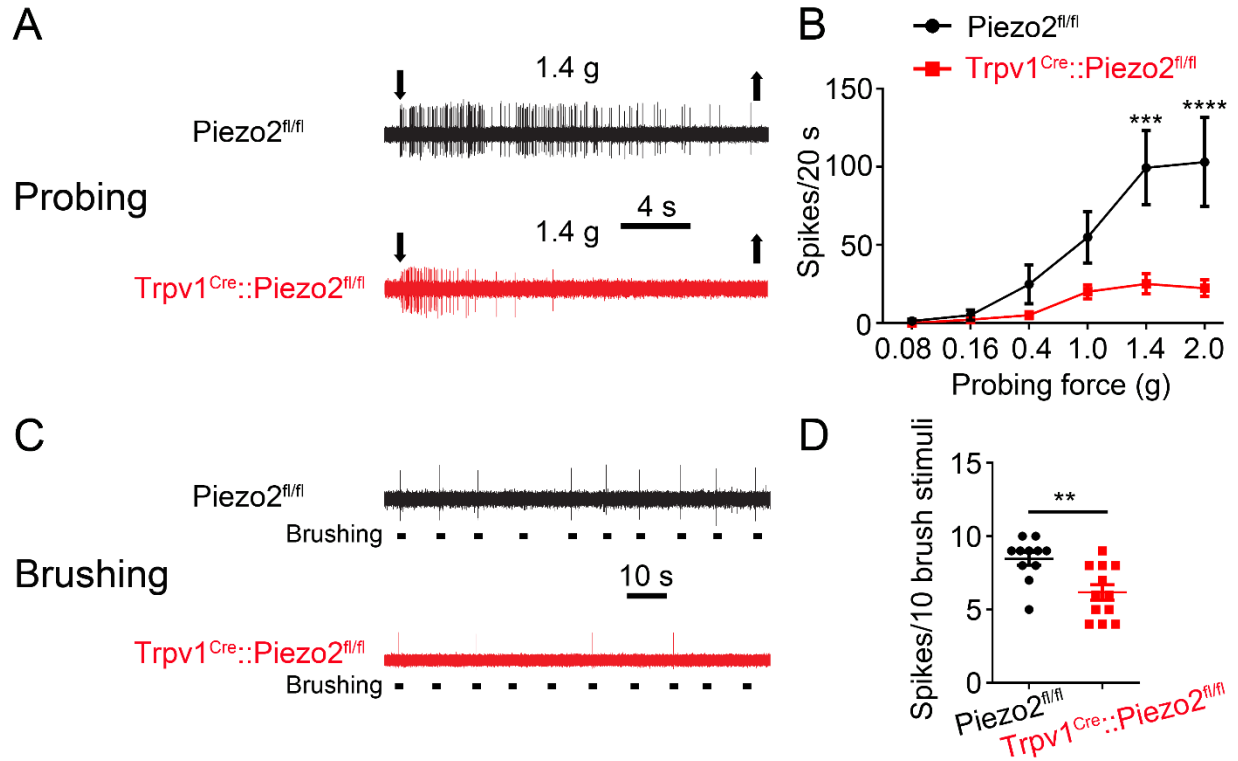 A
1.4 g
Piezo2fl/fl
Probing
4 s
1.4 g
Trpv1Cre::Piezo2fl/fl
B
Piezo2fl/fl
Trpv1Cre::Piezo2fl/fl
Spikes/20 s
150
100
50
0
*** ****
0.08 0.16 0.4 1.0 1.4 2.0
Probing force (g)
C
Piezo2fl/fl
Brushing
Brushing
10 s
Trpv1Cre::Piezo2fl/fl
Brushing
D
Spikes/10 brush stimuli
15
10
5
0
**
Piezo2fl/fl
Trpv1Cre::Piezo2fl/fl